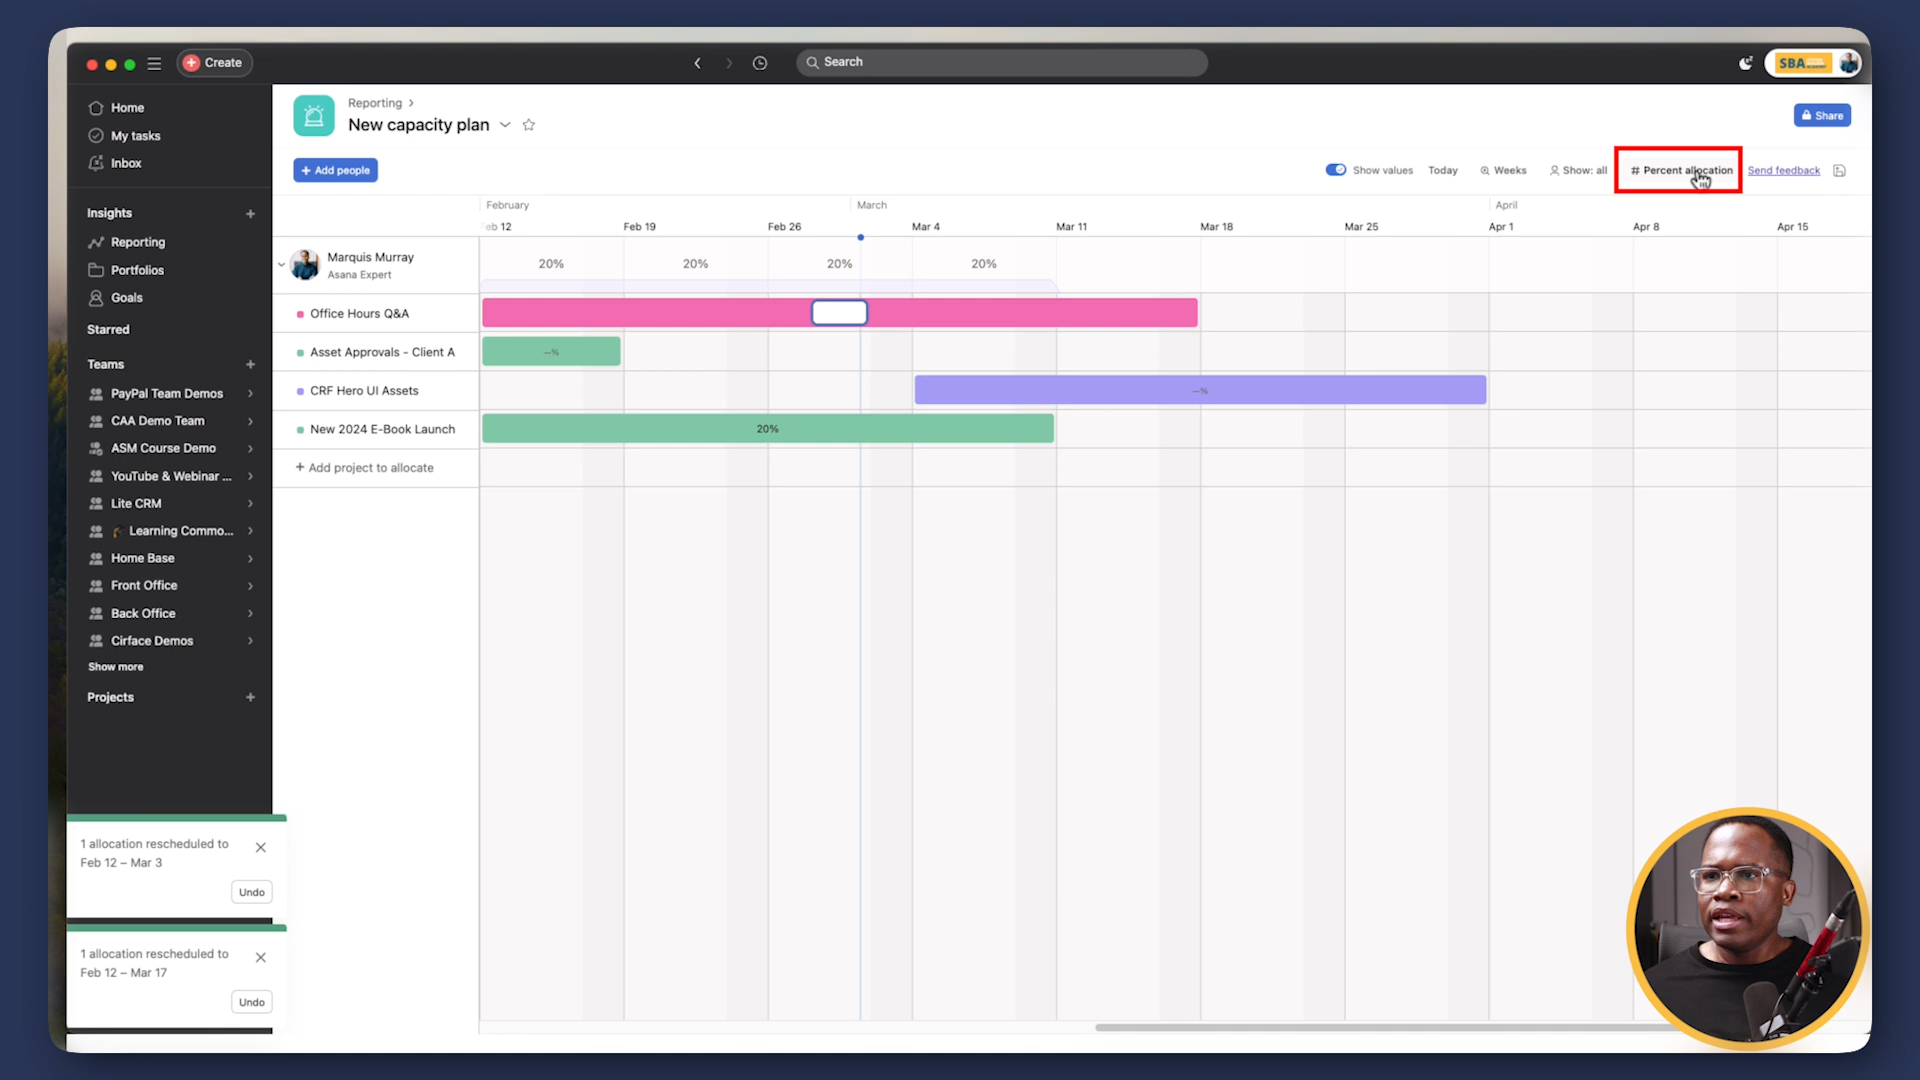 Create
Search
SBA
Home
My tasks
Inbox
Insights
Reporting
Portfolios
Goals
Starred
Teams
PayPal Team Demos
CAA Demo Team
ASM Course Demo
YouTube & Webinar ...
Lite CRM
Learning Commo...
Home Base
Front Office
Back Office
Cirface Demos
Show more
Projects
Reporting
New capacity plan
Share
+ Add people
Show values
Today
Weeks
Show: all
# Percent allocation
Send feedback
February
March
April
eb 12
Feb 19
Feb 26
Mar 4
Mar 11
Mar 18
Mar 25
Apr 1
Apr 8
Apr 15
Marquis Murray
Asana Expert
20%
20%
20%
20%
Office Hours Q&A
Asset Approvals - Client A
—%
CRF Hero UI Assets
—%
New 2024 E-Book Launch
20%
+ Add project to allocate
1 allocation rescheduled to
Feb 12 – Mar 3
Undo
1 allocation rescheduled to
Feb 12 – Mar 17
Undo